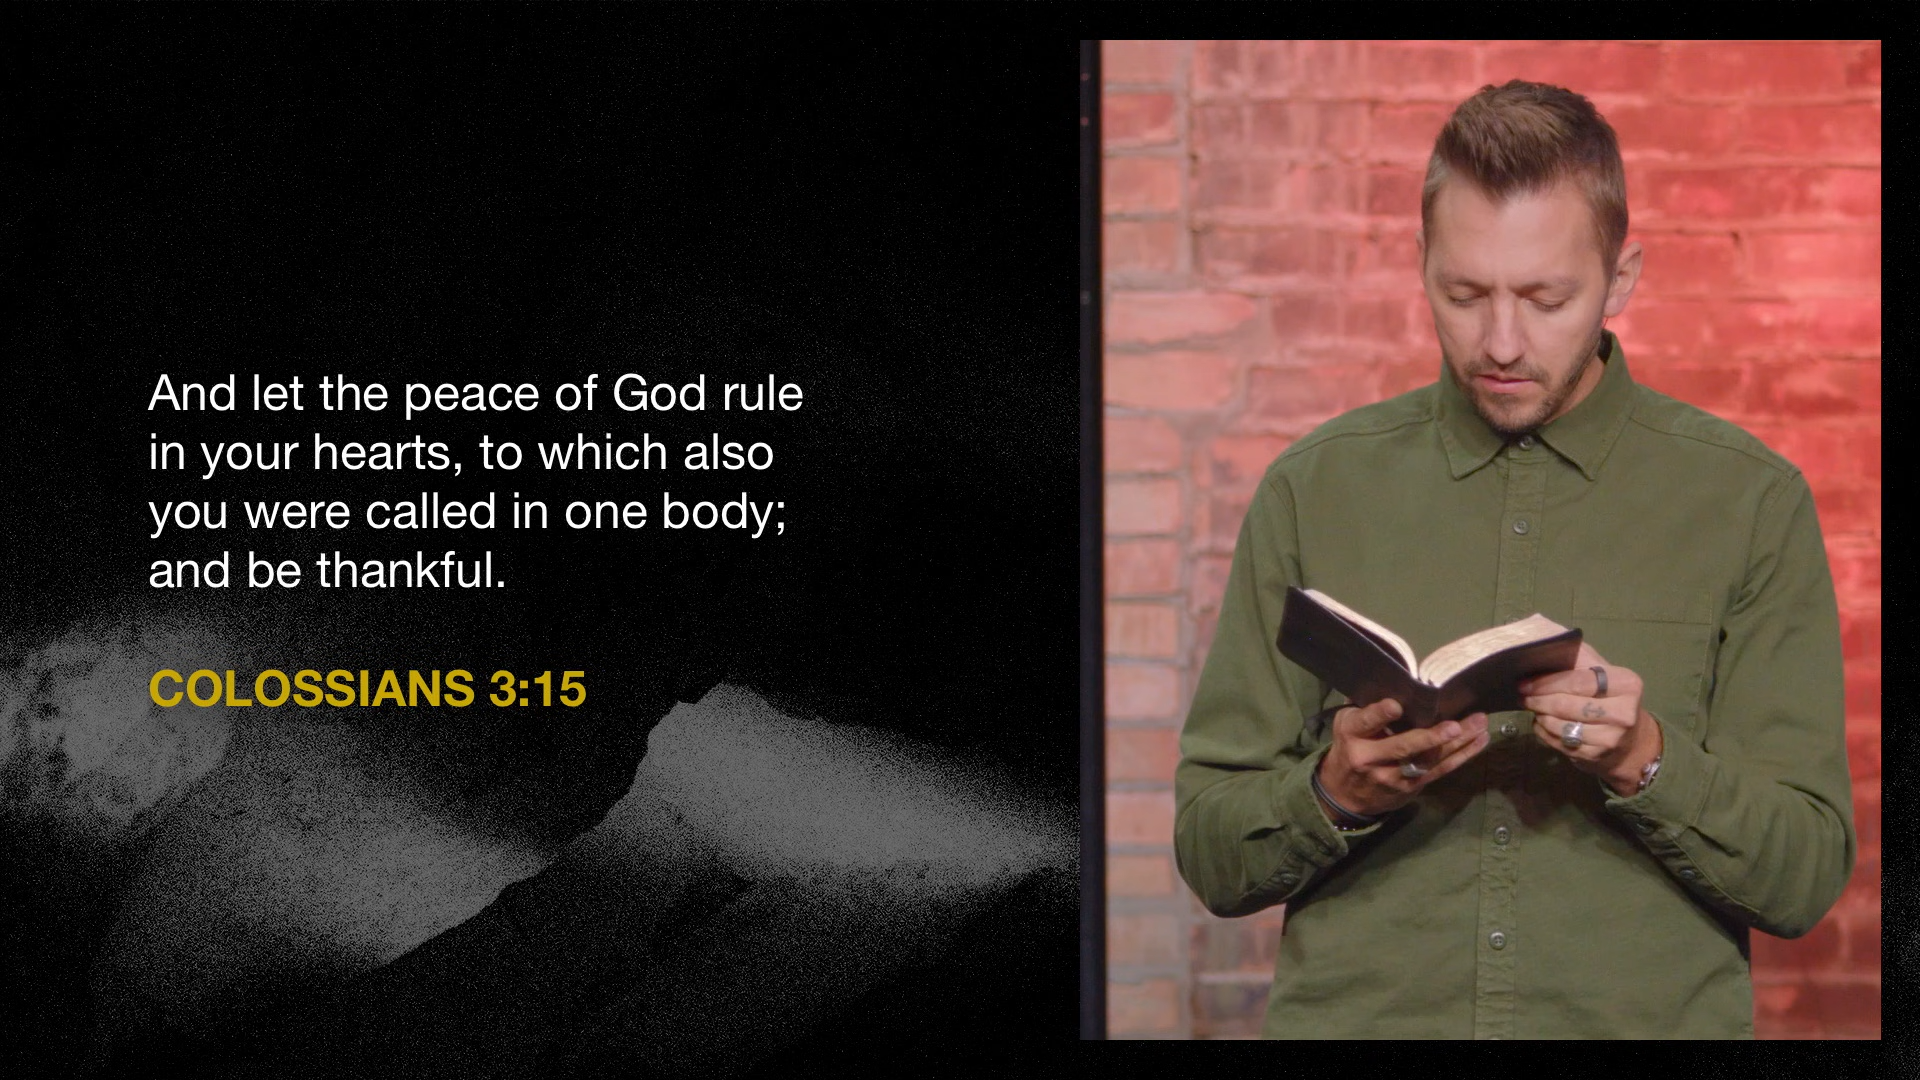 And let the peace of God rule
in your hearts, to which also
you were called in one body;
and be thankful.
COLOSSIANS 3:15